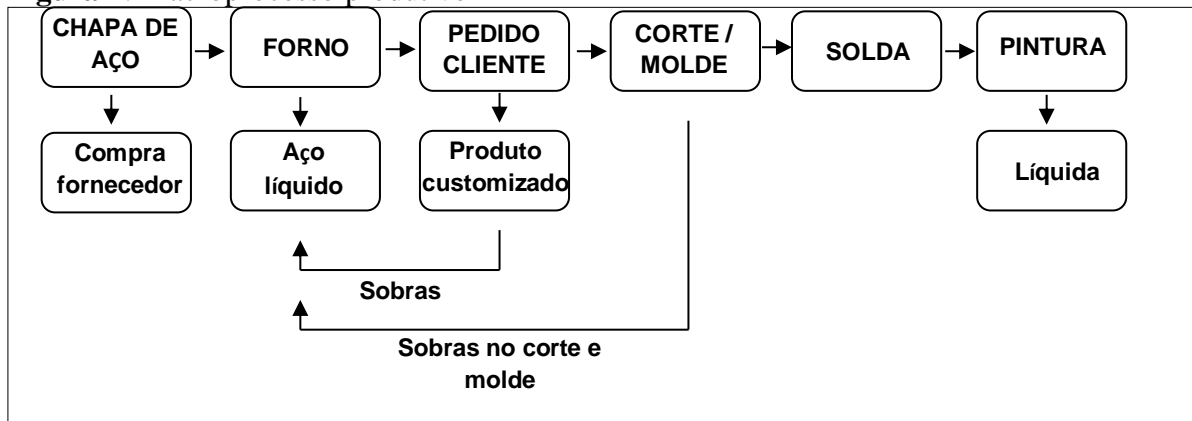 CHAPA DE
AÇO
FORNO
PEDIDO
CLIENTE
CORTE /
MOLDE
SOLDA
PINTURA
Compra
fornecedor
Aço
líquido
Produto
customizado
Líquida
Sobras
Sobras no corte e
molde